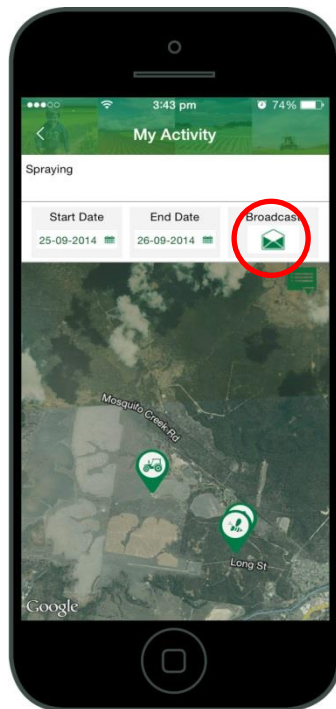 3:43 pm 74%
My Activity
Spraying
Start Date End Date Broadcast
25-09-2014 26-09-2014
Mosquito Creek Rd
Long St
Google